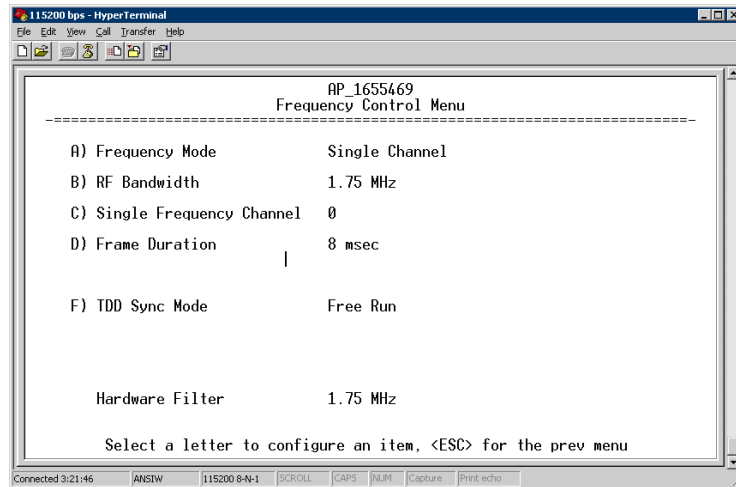 115200 bps - HyperTerminal
File Edit View Call Transfer Help
AP_1655469
Frequency Control Menu
-==========================================================================-
A) Frequency Mode Single Channel
B) RF Bandwidth 1.75 MHz
C) Single Frequency Channel 0
D) Frame Duration 8 msec
F) TDD Sync Mode Free Run
Hardware Filter 1.75 MHz
Select a letter to configure an item, <ESC> for the prev menu
Connected 3:21:46 ANSIW 115200 8-N-1 SCROLL CAPS NUM Capture Print echo